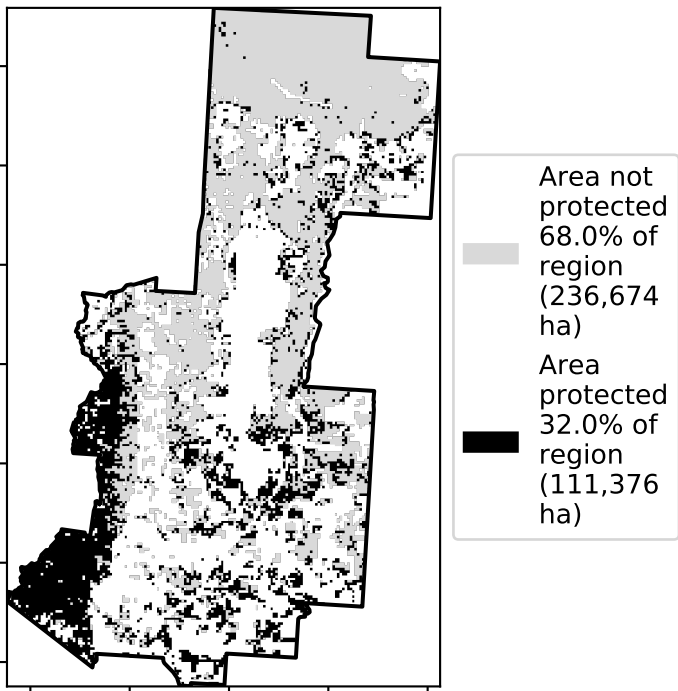 Area not
protected
68.0% of
region
(236,674
ha)
Area
protected
32.0% of
region
(111,376
ha)